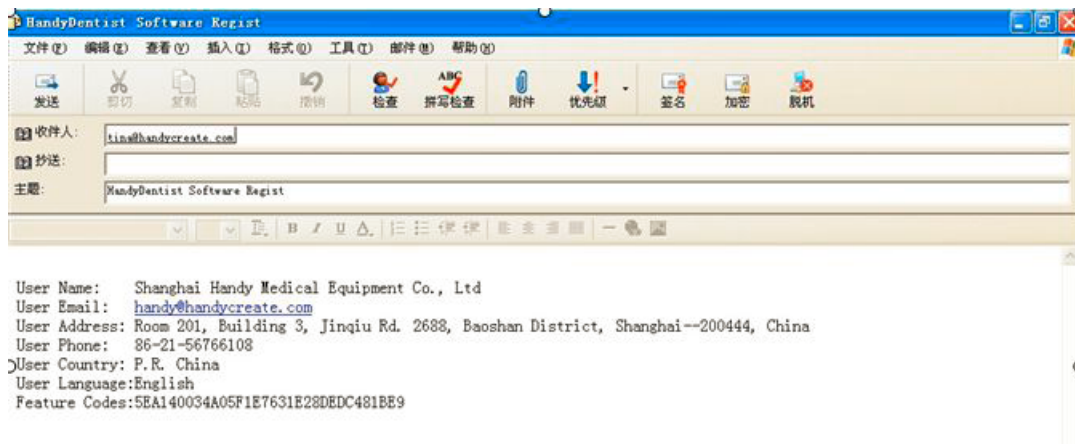 HandyDentist Software Regist
文件(F) 编辑(E) 查看(V) 插入(I) 格式(O) 工具(T) 邮件(M) 帮助(H)
发送 剪切 复制 粘贴 撤销 检查 拼写检查 附件 优先级 签名 加密 脱机
收件人: tina@handycreate.com
抄送:
主题: HandyDentist Software Regist
B I U A
User Name: Shanghai Handy Medical Equipment Co., Ltd
User Email: handy@handycreate.com
User Address: Room 201, Building 3, Jinqiu Rd. 2688, Baoshan District, Shanghai--200444, China
User Phone: 86-21-56766108
User Country: P.R. China
User Language:English
Feature Codes:5EA140034A05F1E7631E28DEDC481BE9